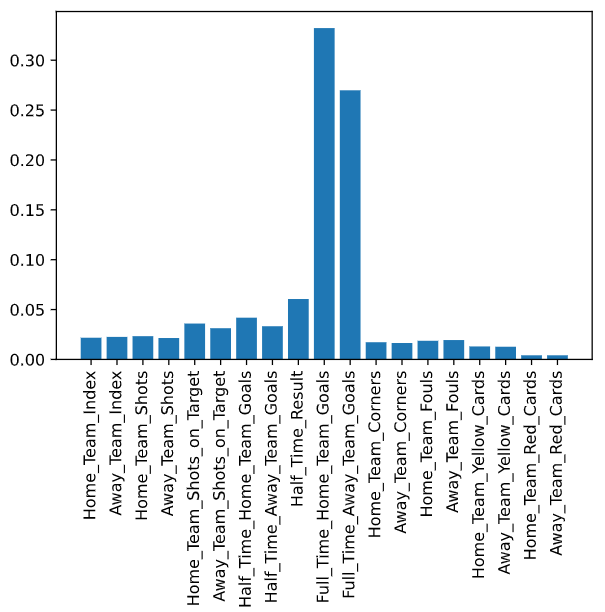 0.30
0.25
0.20
0.15
0.10
0.05
0.00
Home_Team_Index
Away_Team_Index
Home_Team_Shots
Away_Team_Shots
Home_Team_Shots_on_Target
Away_Team_Shots_on_Target
Half_Time_Home_Team_Goals
Half_Time_Away_Team_Goals
Half_Time_Result
Full_Time_Home_Team_Goals
Full_Time_Away_Team_Goals
Home_Team_Corners
Away_Team_Corners
Home_Team_Fouls
Away_Team_Fouls
Home_Team_Yellow_Cards
Away_Team_Yellow_Cards
Home_Team_Red_Cards
Away_Team_Red_Cards